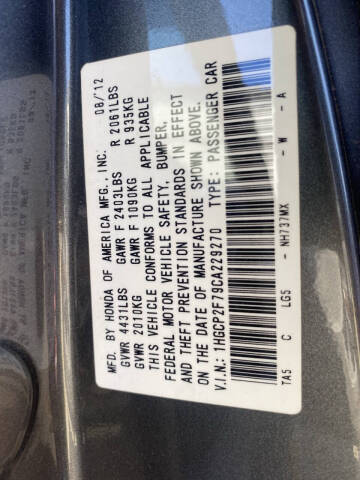 MFD. BY HONDA OF AMERICA MFG., INC. 08/'12
GVWR 4431LBS GAWR F 2403LBS R 2061LBS
GVWR 2010KG GAWR F 1090KG R 935KG
THIS VEHICLE CONFORMS TO ALL APPLICABLE
FEDERAL MOTOR VEHICLE SAFETY, BUMPER,
AND THEFT PREVENTION STANDARDS IN EFFECT
ON THE DATE OF MANUFACTURE SHOWN ABOVE.
V.I.N.: 1HGCP2F79CA229270 TYPE: PASSENGER CAR
TA5 C LG5 - NH737MX - W - A